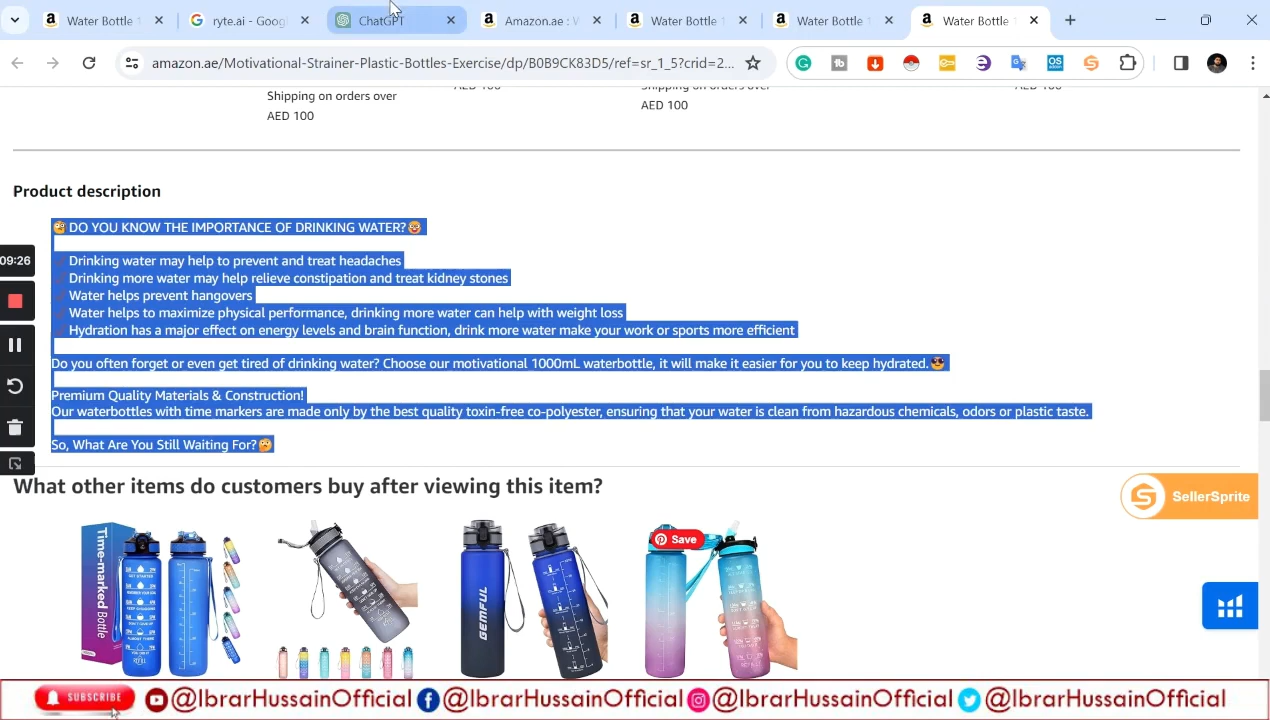 Water Bottle
ryte.ai - Goog
ChatGPT
Amazon.ae : W
Water Bottle
Water Bottle
Water Bottle
amazon.ae/Motivational-Strainer-Plastic-Bottles-Exercise/dp/B0B9CK83D5/ref=sr_1_5?crid=2...
Shipping on orders over
AED 100
AED 100
Product description
DO YOU KNOW THE IMPORTANCE OF DRINKING WATER?
09:26
Drinking water may help to prevent and treat headaches
Drinking more water may help relieve constipation and treat kidney stones
Water helps prevent hangovers
Water helps to maximize physical performance, drinking more water can help with weight loss
Hydration has a major effect on energy levels and brain function, drink more water make your work or sports more efficient
Do you often forget or even get tired of drinking water? Choose our motivational 1000mL waterbottle, it will make it easier for you to keep hydrated.
Premium Quality Materials & Construction!
Our waterbottles with time markers are made only by the best quality toxin-free co-polyester, ensuring that your water is clean from hazardous chemicals, odors or plastic taste.
So, What Are You Still Waiting For?
What other items do customers buy after viewing this item?
SellerSprite
Time-marked Bottle
GEMFUL
Save
SUBSCRIBE
@IbrarHussainOfficial @IbrarHussainOfficial @IbrarHussainOfficial @IbrarHussainOfficial